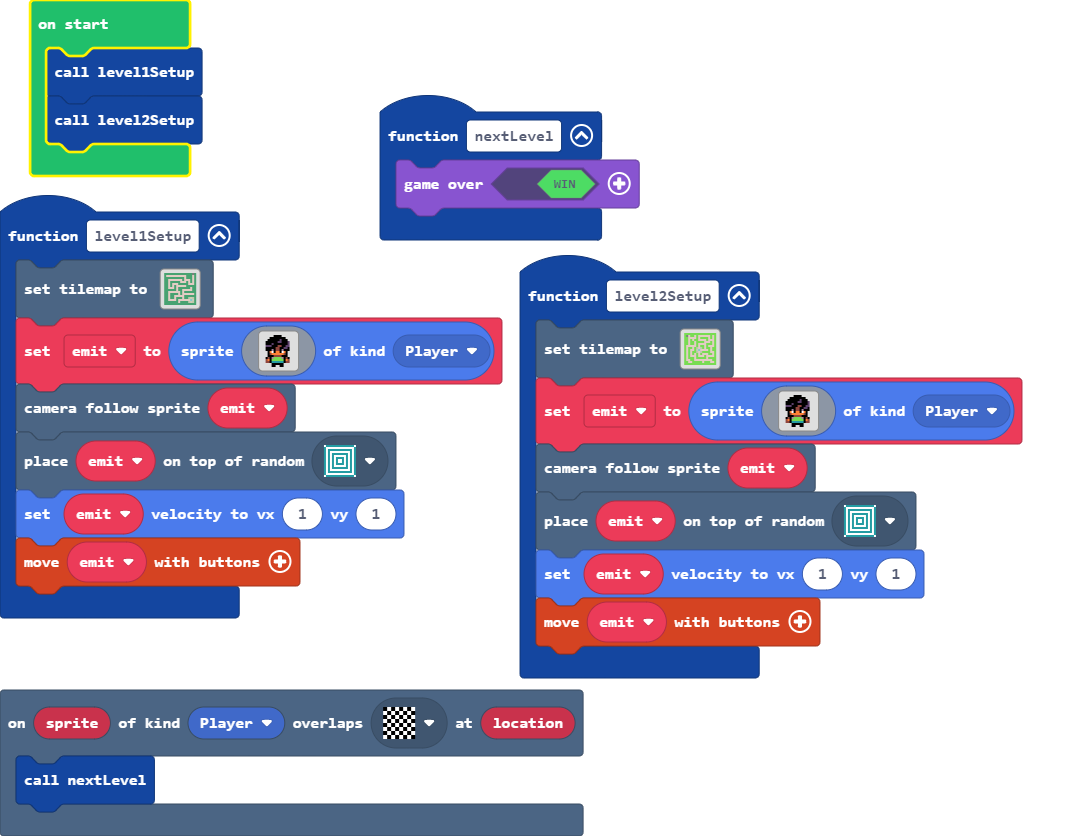 on start
call level1Setup
call level2Setup
function nextLevel
game over WIN
function level1Setup
set tilemap to
set emit to sprite of kind Player
camera follow sprite emit
place emit on top of random
set emit velocity to vx 1 vy 1
move emit with buttons
function level2Setup
set tilemap to
set emit to sprite of kind Player
camera follow sprite emit
place emit on top of random
set emit velocity to vx 1 vy 1
move emit with buttons
on sprite of kind Player overlaps at location
call nextLevel